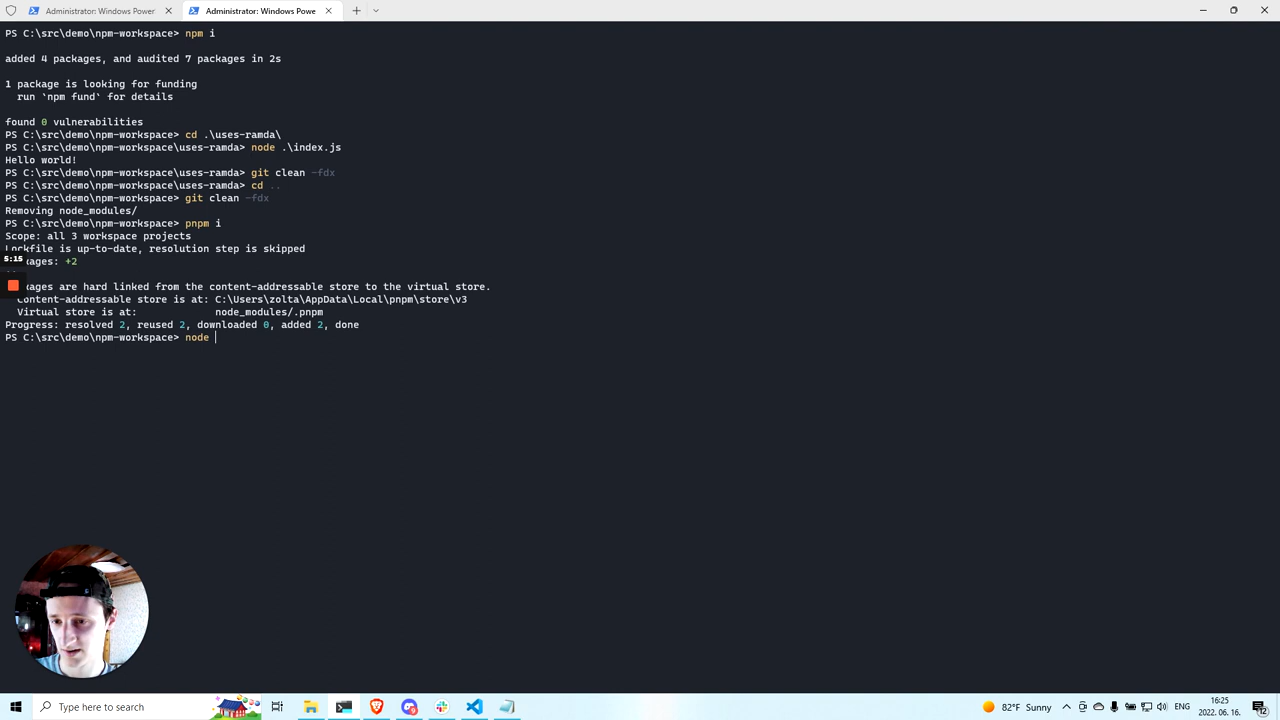 Administrator: Windows Power
Administrator: Windows Powe
PS C:\src\demo\npm-workspace> npm i
added 4 packages, and audited 7 packages in 2s
1 package is looking for funding
run `npm fund` for details
found 0 vulnerabilities
PS C:\src\demo\npm-workspace> cd .\uses-ramda\
PS C:\src\demo\npm-workspace\uses-ramda> node .\index.js
Hello world!
PS C:\src\demo\npm-workspace\uses-ramda> git clean -fdx
PS C:\src\demo\npm-workspace\uses-ramda> cd ..
PS C:\src\demo\npm-workspace> git clean -fdx
Removing node_modules/
PS C:\src\demo\npm-workspace> pnpm i
Scope: all 3 workspace projects
Lockfile is up-to-date, resolution step is skipped
5:15
kages: +2
kages are hard linked from the content-addressable store to the virtual store.
Content-addressable store is at: C:\Users\zolta\AppData\Local\pnpm\store\v3
Virtual store is at: node_modules/.pnpm
Progress: resolved 2, reused 2, downloaded 0, added 2, done
PS C:\src\demo\npm-workspace> node
Type here to search
82°F Sunny
ENG
16:25
2022. 06. 16.
12